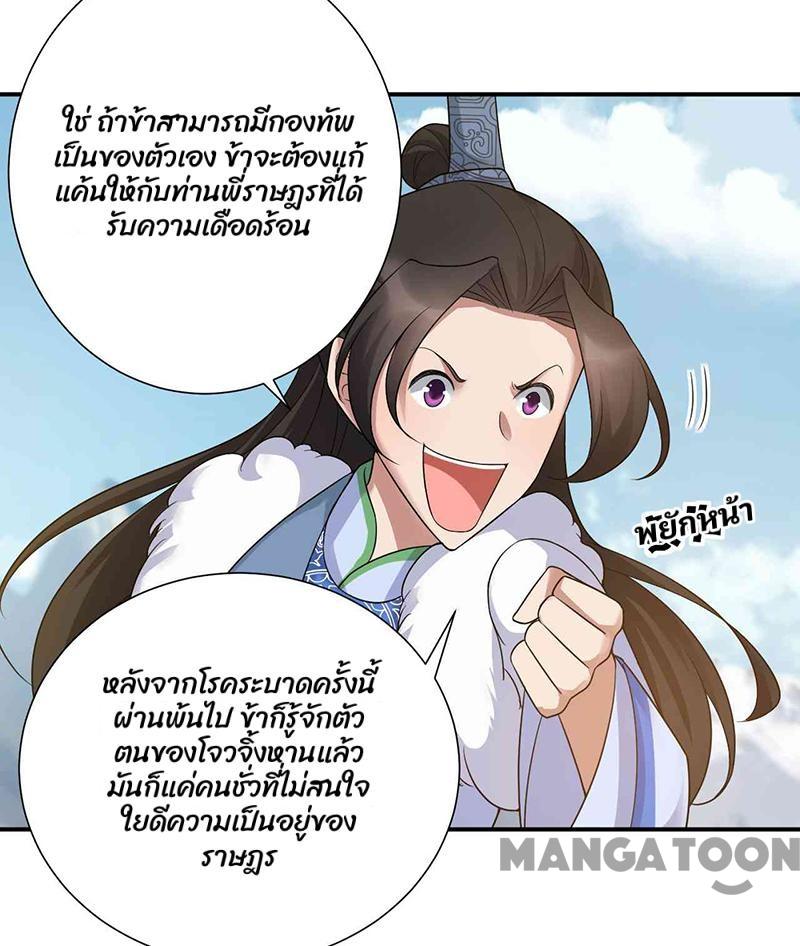 ใช่ ถ้าข้าสามารถมีกองทัพ
เป็นของตัวเอง ข้าจะต้องแก้
แค้นให้กับท่านพี่ราษฎรที่ได้
รับความเดือดร้อน
พยักหน้า
หลังจากโรคระบาดครั้งนี้
ผ่านพ้นไป ข้าก็รู้จักตัว
ตนของโจวจิ้งหานแล้ว
มันก็แค่คนชั่วที่ไม่สนใจ
ใยดีความเป็นอยู่ของ
ราษฎร
MANGATOON